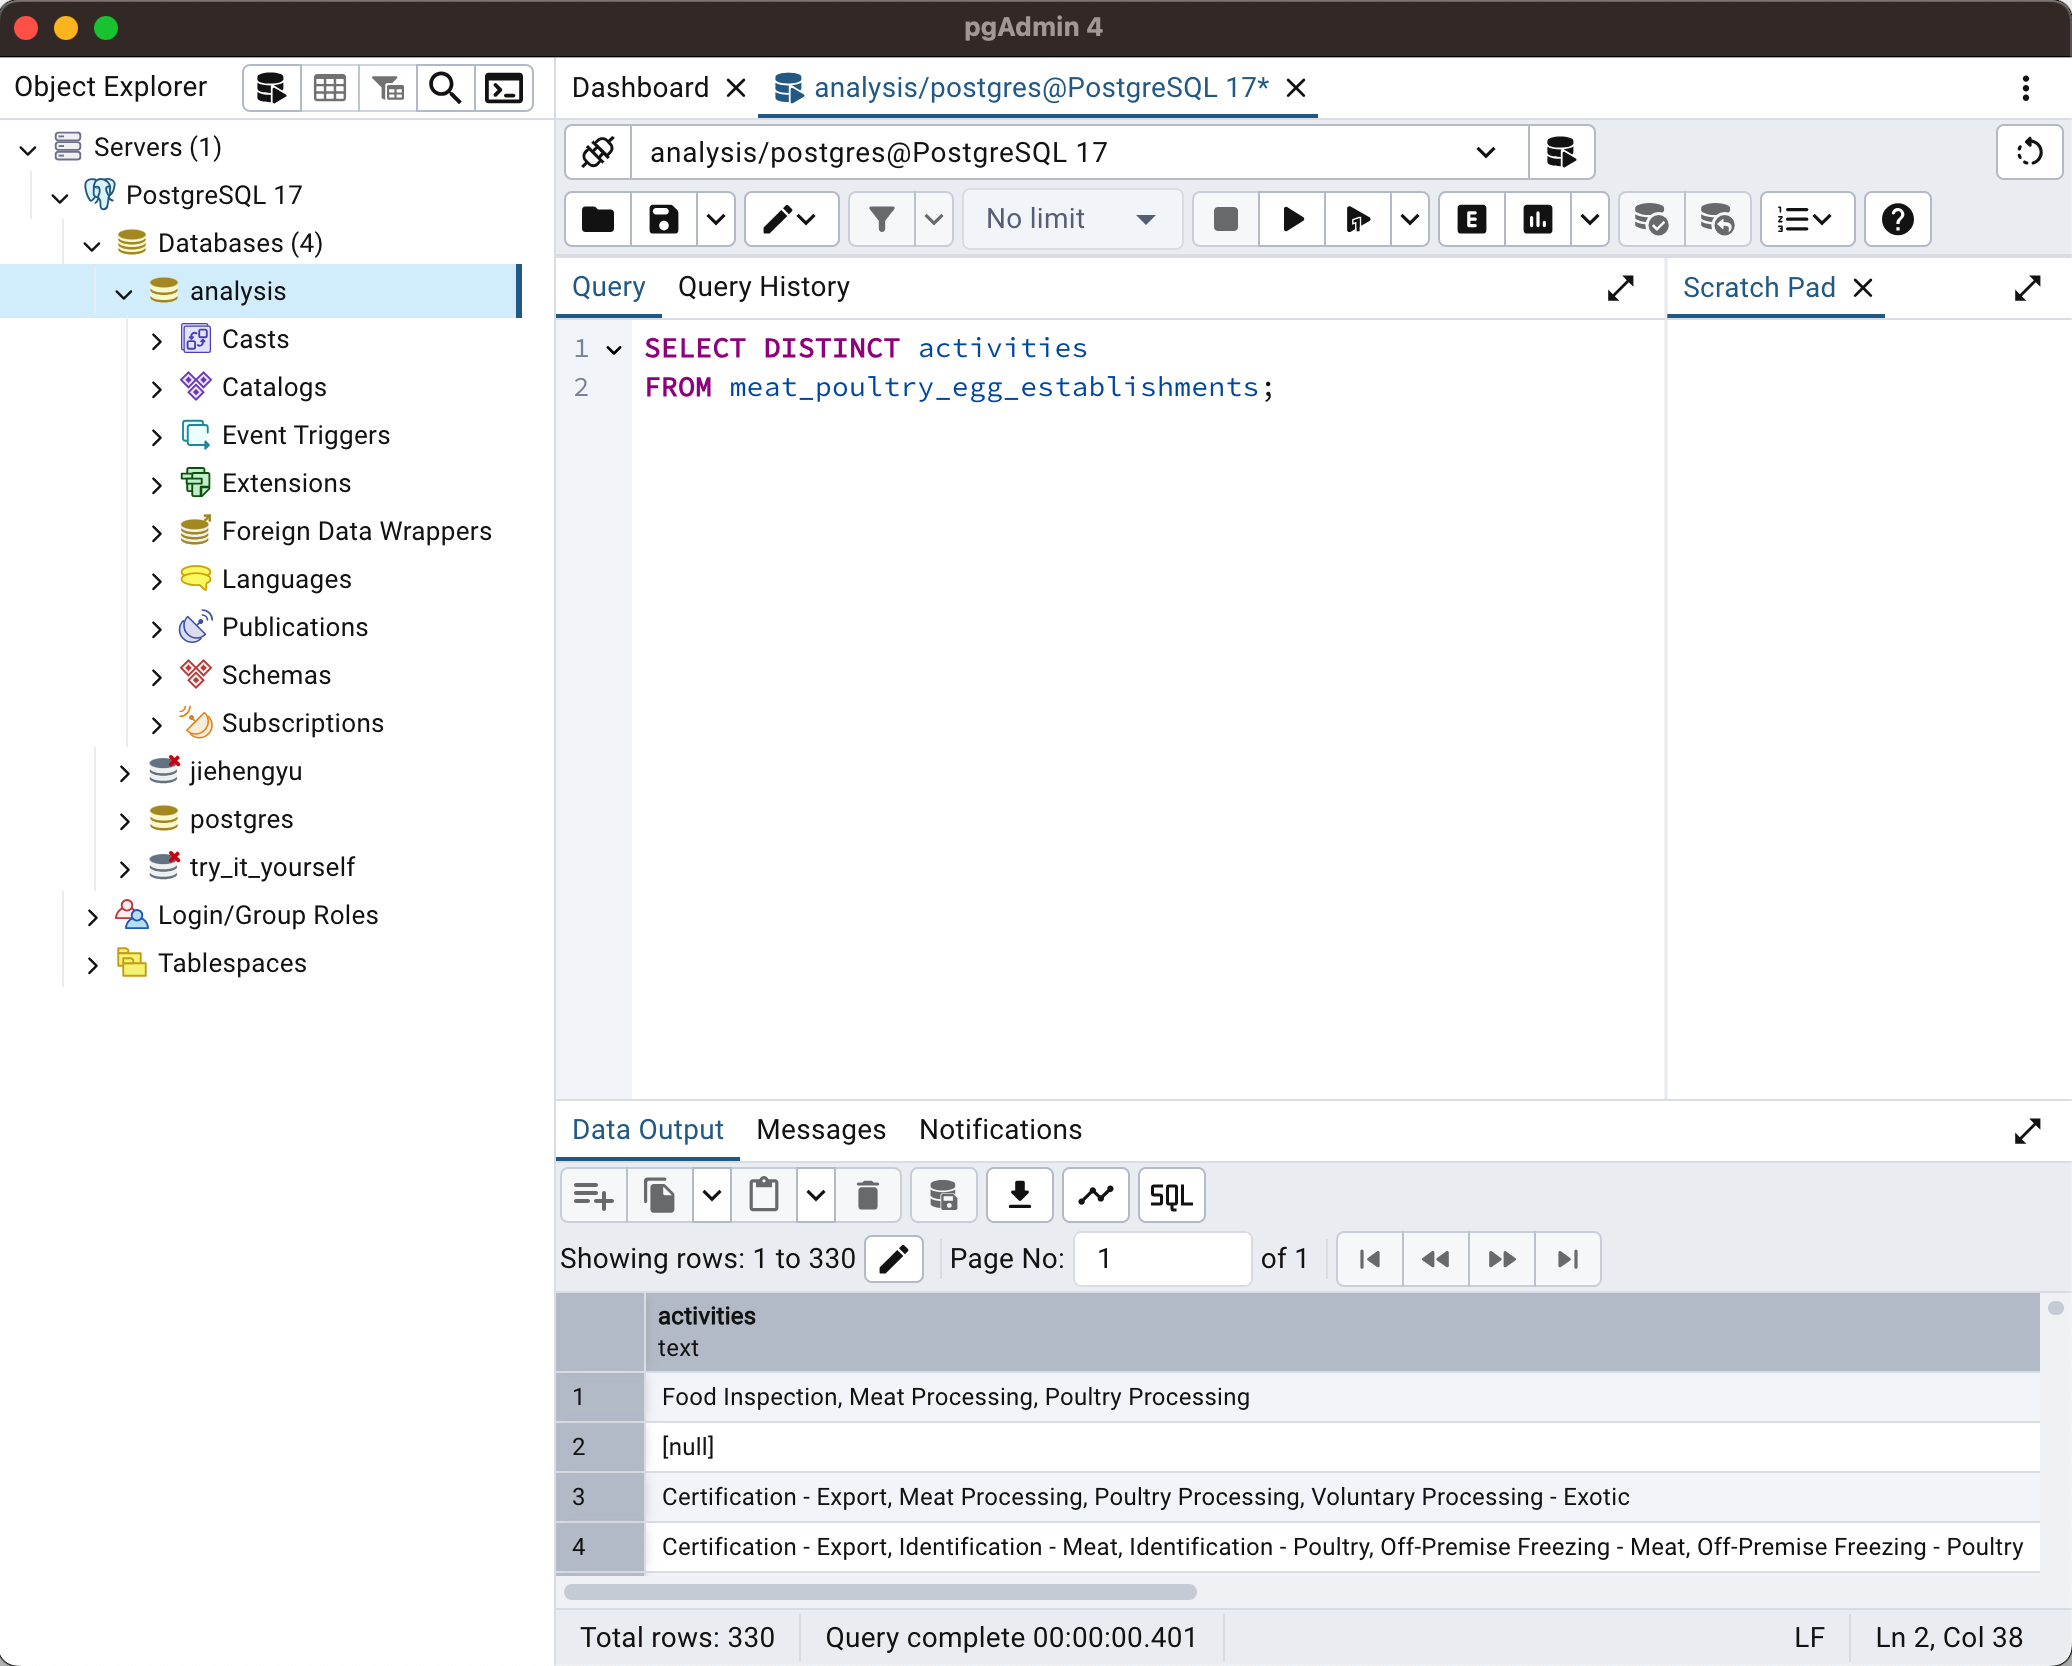 pgAdmin 4
Object Explorer
Servers (1)
PostgreSQL 17
Databases (4)
analysis
Casts
Catalogs
Event Triggers
Extensions
Foreign Data Wrappers
Languages
Publications
Schemas
Subscriptions
jiehengyu
postgres
try_it_yourself
Login/Group Roles
Tablespaces
Dashboard
analysis/postgres@PostgreSQL 17*
analysis/postgres@PostgreSQL 17
No limit
E
Query
Query History
Scratch Pad
1 SELECT DISTINCT activities
2 FROM meat_poultry_egg_establishments;
Data Output
Messages
Notifications
SQL
Showing rows: 1 to 330
Page No: 1 of 1
activities
text
1 Food Inspection, Meat Processing, Poultry Processing
2 [null]
3 Certification - Export, Meat Processing, Poultry Processing, Voluntary Processing - Exotic
4 Certification - Export, Identification - Meat, Identification - Poultry, Off-Premise Freezing - Meat, Off-Premise Freezing - Poultry
Total rows: 330
Query complete 00:00:00.401
LF
Ln 2, Col 38